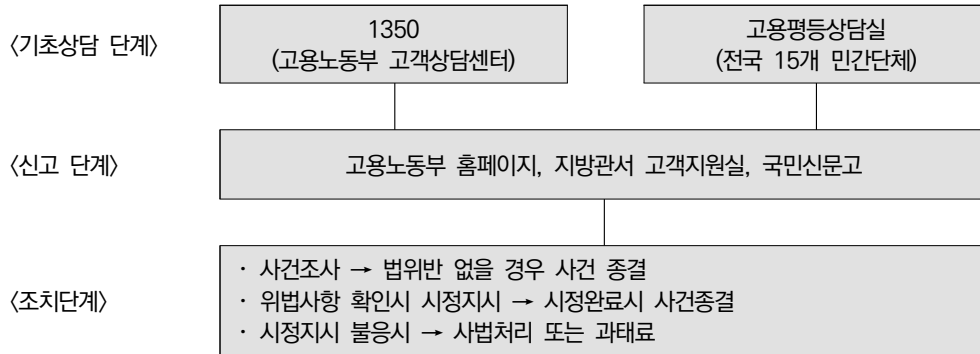 〈기초상담 단계〉
1350
(고용노동부 고객상담센터)
고용평등상담실
(전국 15개 민간단체)
〈신고 단계〉
고용노동부 홈페이지, 지방관서 고객지원실, 국민신문고
〈조치단계〉
· 사건조사 → 법위반 없을 경우 사건 종결
· 위법사항 확인시 시정지시 → 시정완료시 사건종결
· 시정지시 불응시 → 사법처리 또는 과태료